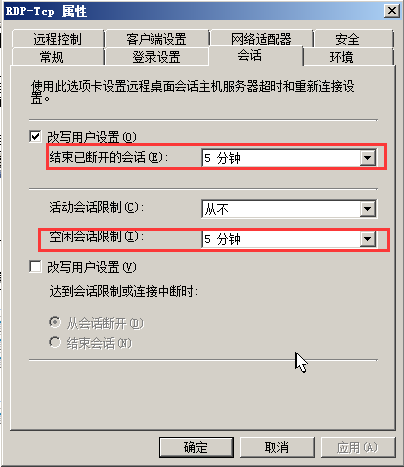 RDP-Tcp 属性
远程控制 客户端设置 网络适配器 安全
常规 登录设置 会话 环境
使用此选项卡设置远程桌面会话主机服务器超时和重新连接设
置。
改写用户设置(O)
结束已断开的会话(E): 5 分钟
活动会话限制(C): 从不
空闲会话限制(I): 5 分钟
改写用户设置(V)
达到会话限制或连接中断时:
从会话断开(D)
结束会话(N)
确定 取消 应用(A)